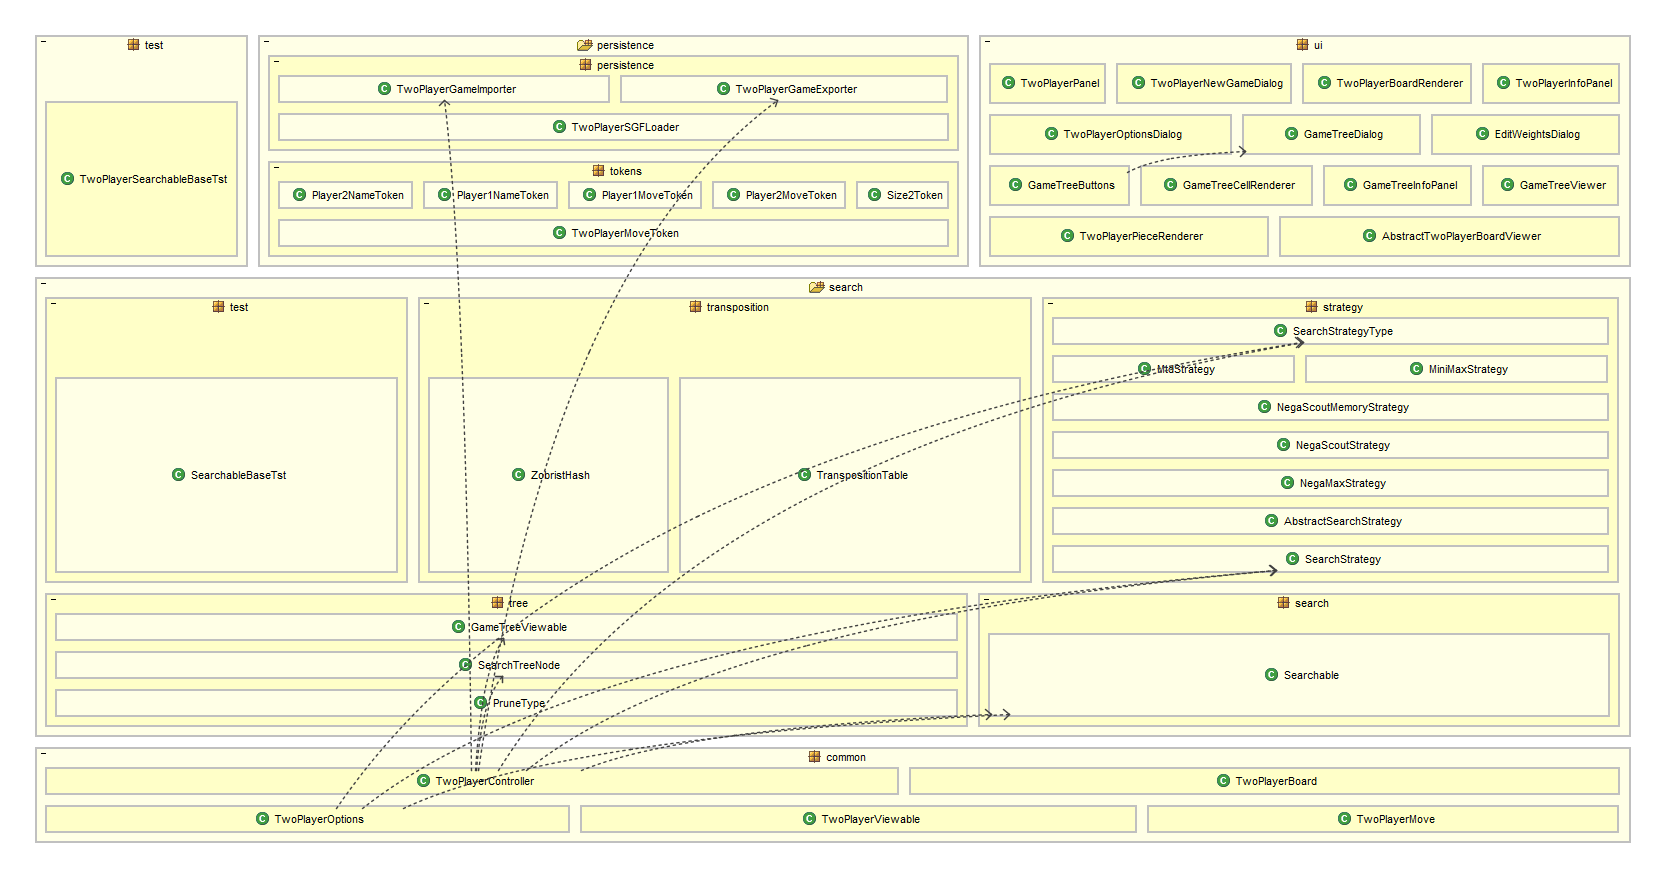 test
TwoPlayerSearchableBaseTst
persistence
persistence
TwoPlayerGameImporter
TwoPlayerGameExporter
TwoPlayerSGFLoader
tokens
Player2NameToken
Player1NameToken
Player1MoveToken
Player2MoveToken
Size2Token
TwoPlayerMoveToken
ui
TwoPlayerPanel
TwoPlayerNewGameDialog
TwoPlayerBoardRenderer
TwoPlayerInfoPanel
TwoPlayerOptionsDialog
GameTreeDialog
EditWeightsDialog
GameTreeButtons
GameTreeCellRenderer
GameTreeInfoPanel
GameTreeViewer
TwoPlayerPieceRenderer
AbstractTwoPlayerBoardViewer
search
test
SearchableBaseTst
transposition
ZobristHash
TranspositionTable
strategy
SearchStrategyType
MtdStrategy
MiniMaxStrategy
NegaScoutMemoryStrategy
NegaScoutStrategy
NegaMaxStrategy
AbstractSearchStrategy
SearchStrategy
tree
GameTreeViewable
SearchTreeNode
PruneType
search
Searchable
common
TwoPlayerController
TwoPlayerBoard
TwoPlayerOptions
TwoPlayerViewable
TwoPlayerMove